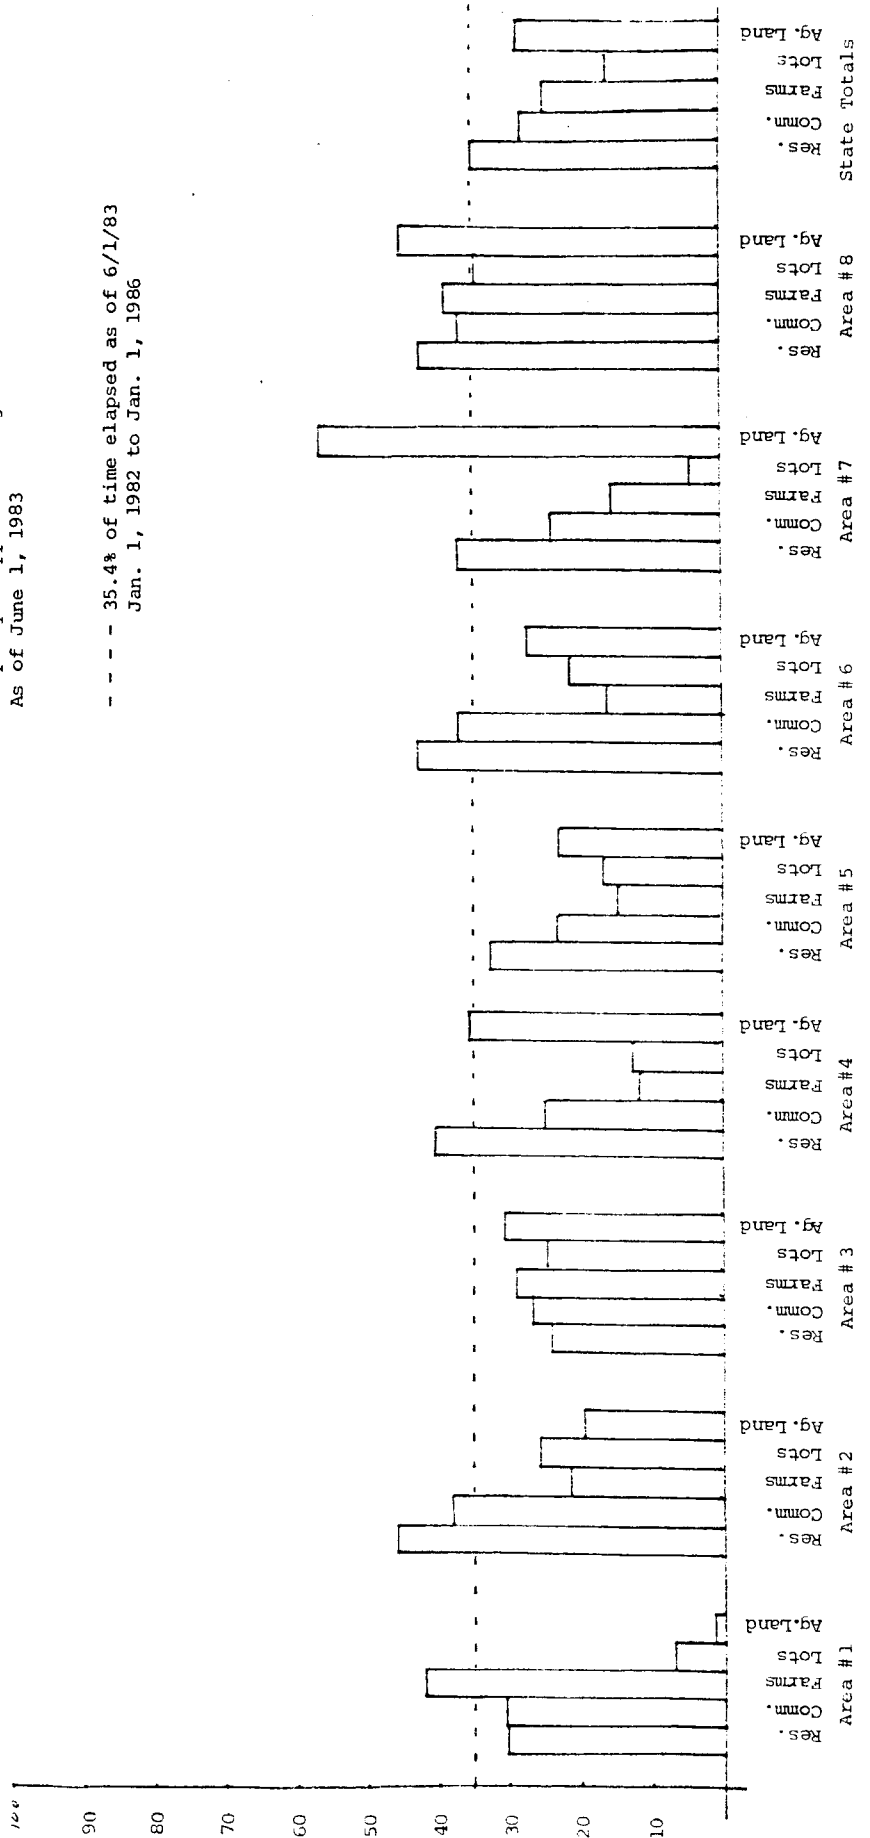 As of June 1, 1983
- - - - 35.4% of time elapsed as of 6/1/83
Jan. 1, 1982 to Jan. 1, 1986
100
90
80
70
60
50
40
30
20
10
Res.
Comm.
Farms
Lots
Ag.Land
Area #1
Res.
Comm.
Farms
Lots
Ag.Land
Area #2
Res.
Comm.
Farms
Lots
Ag. Land
Area #3
Res.
Comm.
Farms
Lots
Ag.Land
Area#4
Res.
Comm.
Farms
Lots
Ag.Land
Area #5
Res.
Comm.
Farms
Lots
Ag.Land
Area #6
Res.
Comm.
Farms
Lots
Ag.Land
Area #7
Res.
Comm.
Farms
Lots
Ag.Land
Area #8
Res.
Comm.
Farms
Lots
Ag. Land
State Totals